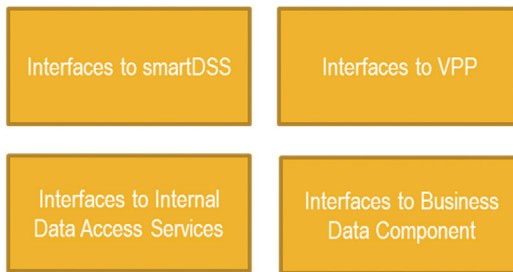 Interfaces to smartDSS
Interfaces to VPP
Interfaces to Internal
Data Access Services
Interfaces to Business
Data Component